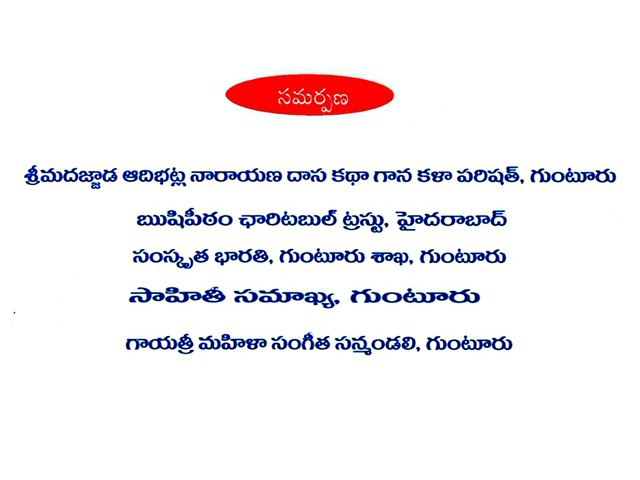 సమర్పణ
శ్రీమదజ్జాడ ఆదిభట్ల నారాయణ దాస కథా గాన కళా పరిషత్, గుంటూరు
ఋషిపీఠం ఛారిటబుల్ ట్రస్టు, హైదరాబాద్
సంస్కృత భారతి, గుంటూరు శాఖ, గుంటూరు
సాహితీ సమాఖ్య, గుంటూరు
గాయత్రీ మహిళా సంగీత సన్మండలి, గుంటూరు